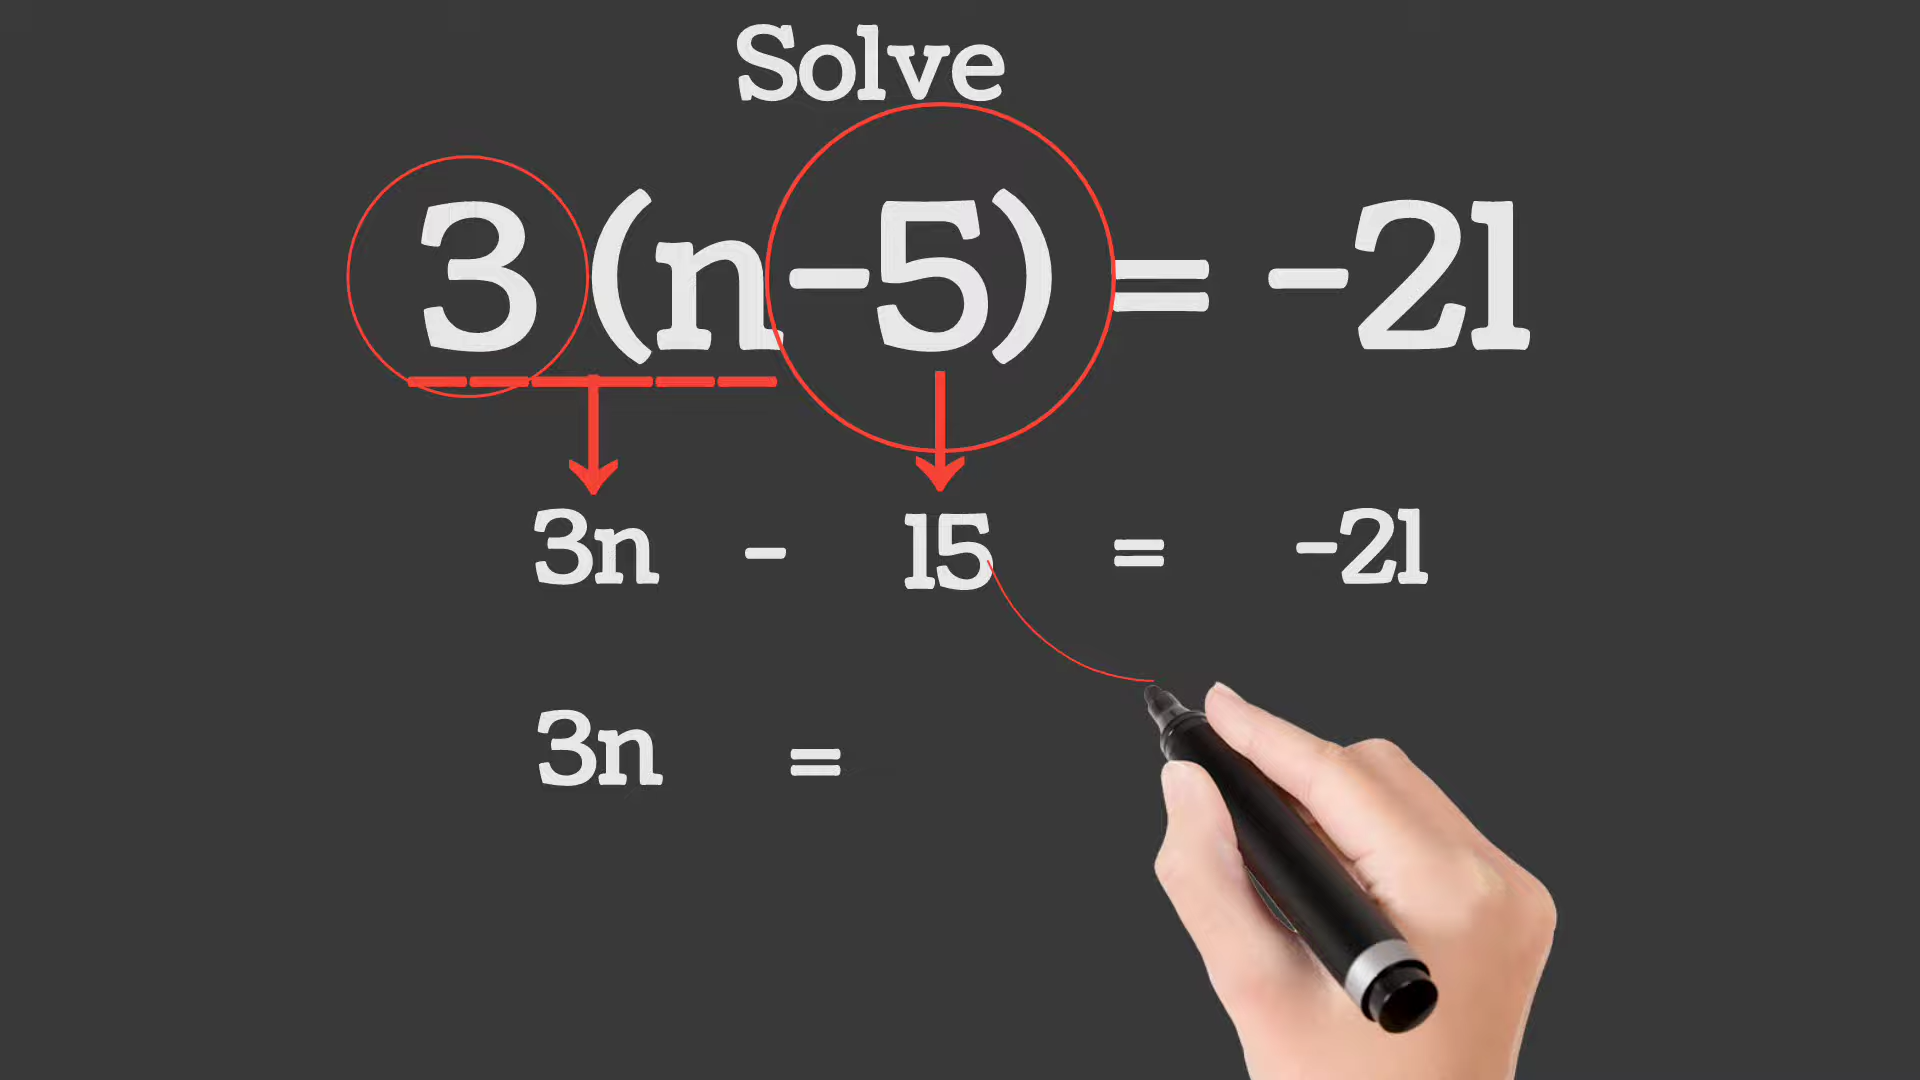 Solve
3(n-5) = -21
3n - 15 = -21
3n =